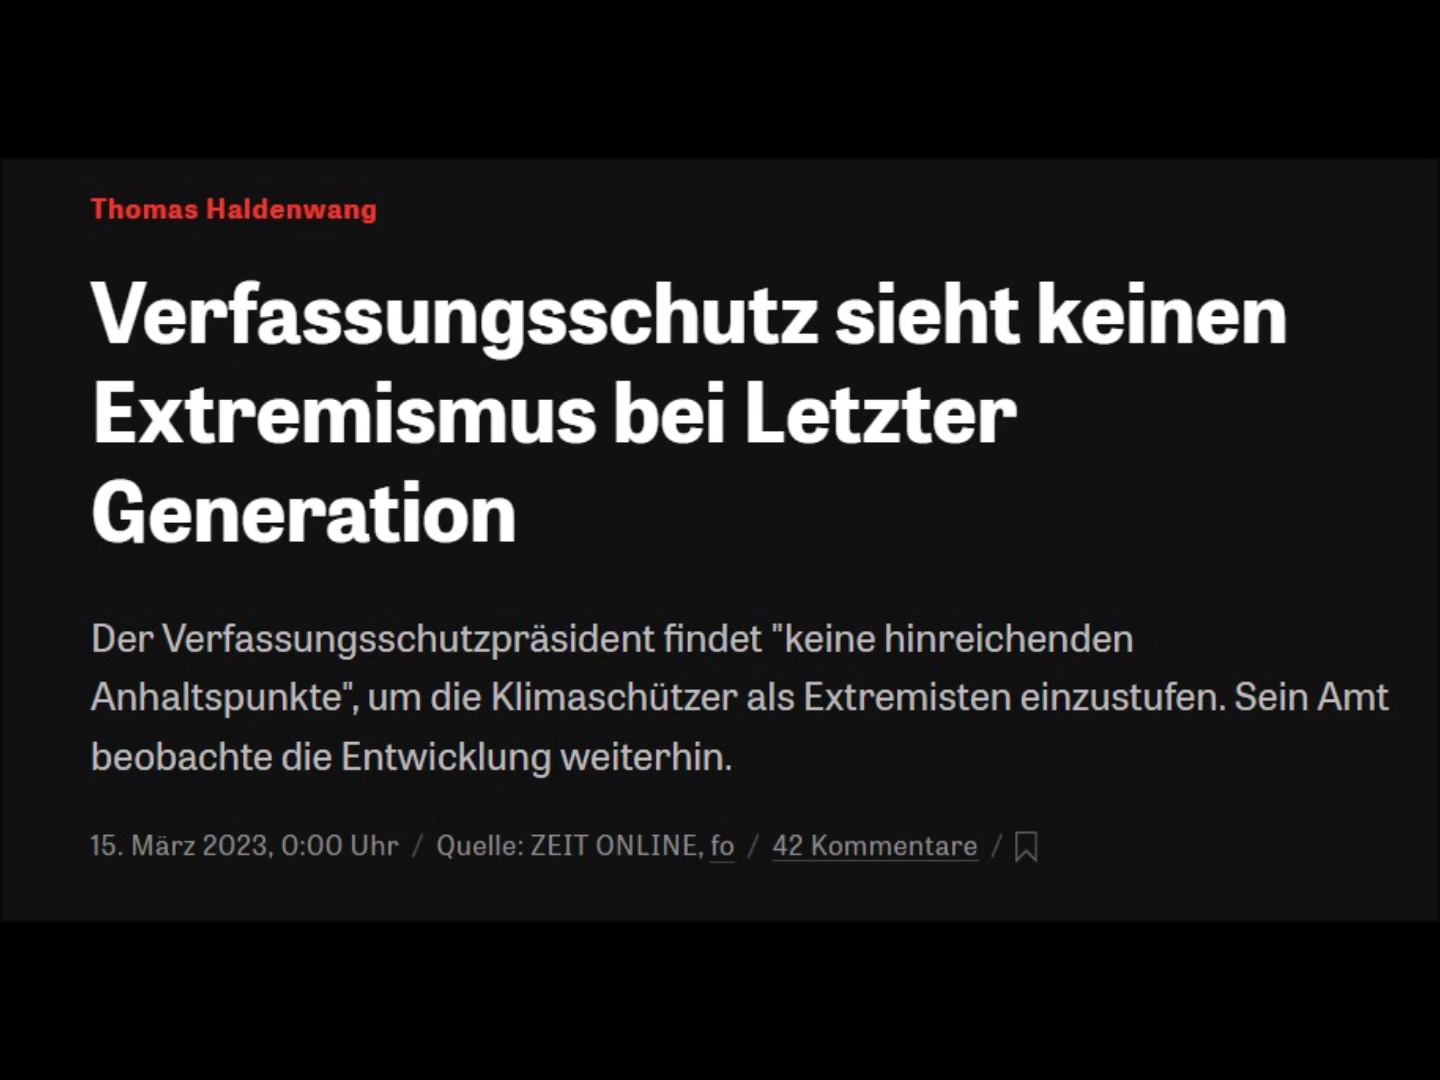 Thomas Haldenwang
Verfassungsschutz sieht keinen
Extremismus bei Letzter
Generation
Der Verfassungsschutzpräsident findet "keine hinreichenden
Anhaltspunkte", um die Klimaschützer als Extremisten einzustufen. Sein Amt
beobachte die Entwicklung weiterhin.
15. März 2023, 0:00 Uhr / Quelle: ZEIT ONLINE, fo / 42 Kommentare /